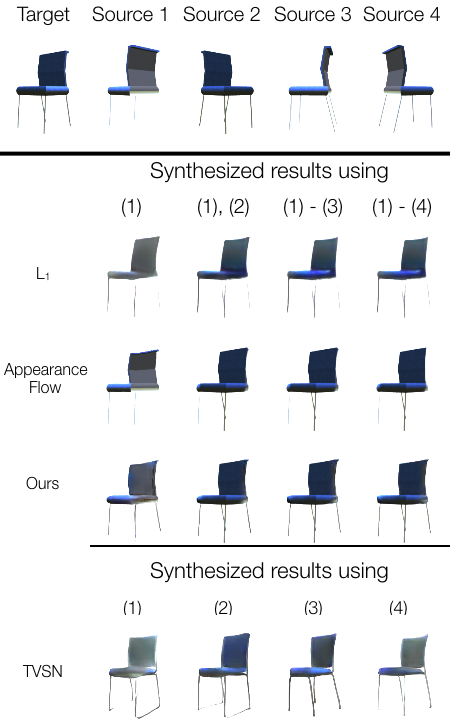 Target Source 1 Source 2 Source 3 Source 4
Synthesized results using
(1) (1), (2) (1) - (3) (1) - (4)
L₁
Appearance
Flow
Ours
Synthesized results using
(1) (2) (3) (4)
TVSN